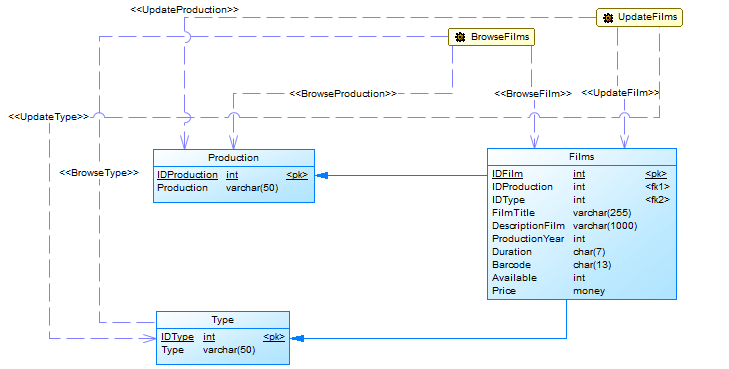 <<UpdateProduction>>
UpdateFilms
BrowseFilms
<<BrowseProduction>>
<<BrowseFilm>>
<<UpdateFilm>>
<<UpdateType>>
<<BrowseType>>
Production
IDProduction int <pk>
Production varchar(50)
Films
IDFilm int <pk>
IDProduction int <fk1>
IDType int <fk2>
FilmTitle varchar(255)
DescriptionFilm varchar(1000)
ProductionYear int
Duration char(7)
Barcode char(13)
Available int
Price money
Type
IDType int <pk>
Type varchar(50)